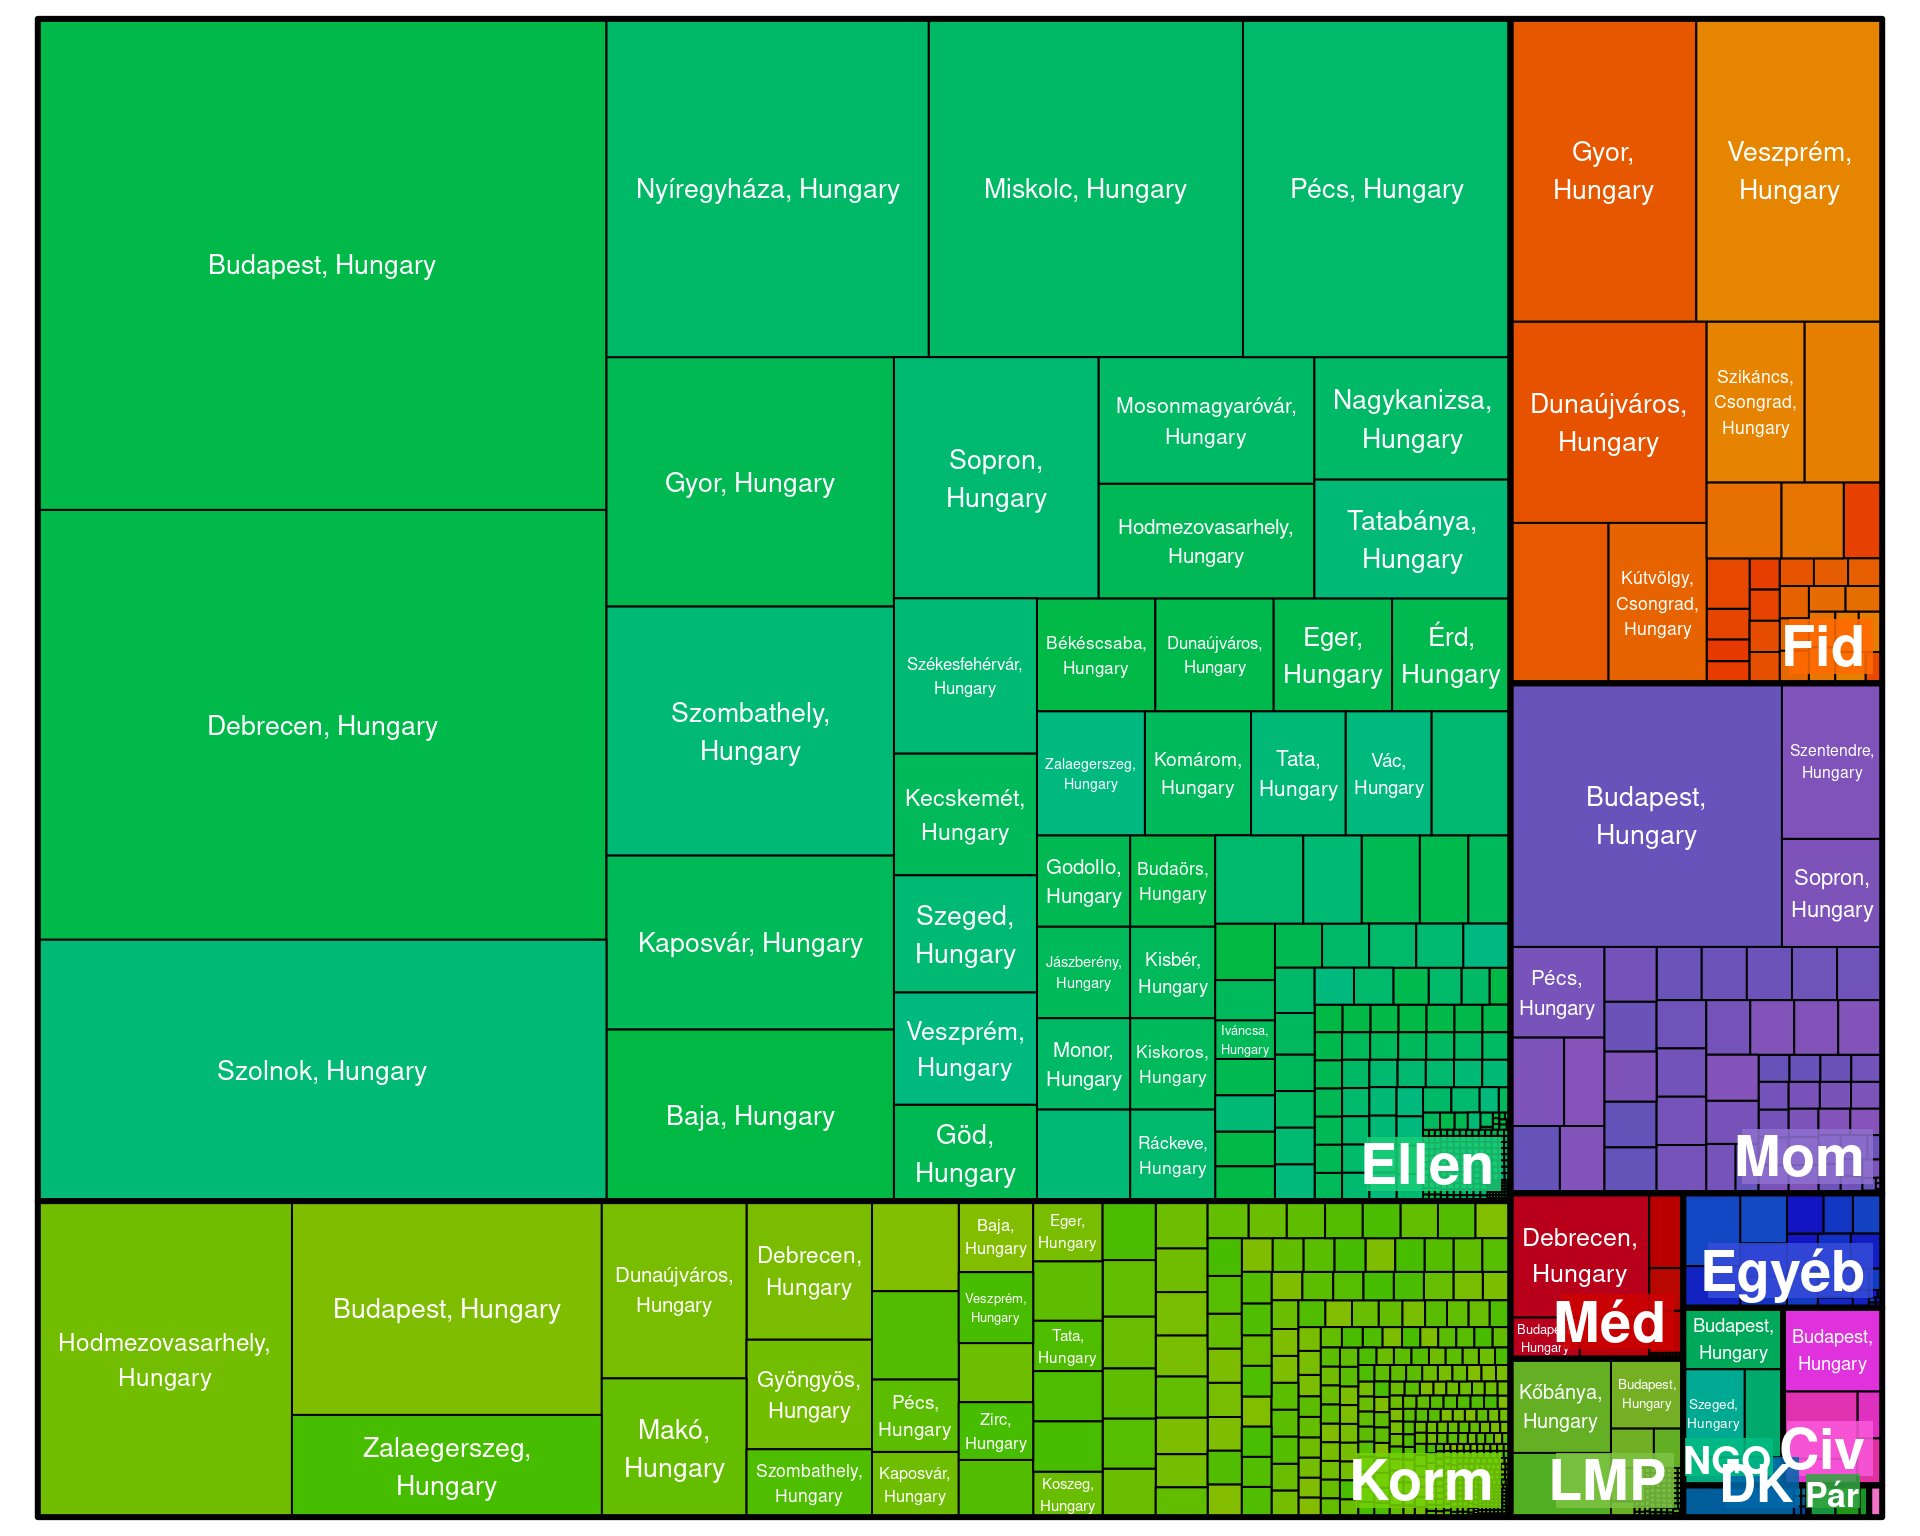 Budapest, Hungary
Debrecen, Hungary
Szolnok, Hungary
Nyíregyháza, Hungary
Miskolc, Hungary
Pécs, Hungary
Gyor, Hungary
Szombathely,
Hungary
Kaposvár, Hungary
Baja, Hungary
Sopron,
Hungary
Mosonmagyaróvár,
Hungary
Nagykanizsa,
Hungary
Hodmezovasarhely,
Hungary
Tatabánya,
Hungary
Székesfehérvár,
Hungary
Kecskemét,
Hungary
Szeged,
Hungary
Veszprém,
Hungary
Göd,
Hungary
Békéscsaba,
Hungary
Dunaújváros,
Hungary
Eger,
Hungary
Érd,
Hungary
Zalaegerszeg,
Hungary
Komárom,
Hungary
Tata,
Hungary
Vác,
Hungary
Godollo,
Hungary
Budaörs,
Hungary
Jászberény,
Hungary
Kisbér,
Hungary
Monor,
Hungary
Kiskoros,
Hungary
Iváncsa,
Hungary
Ráckeve,
Hungary
Ellen
Gyor,
Hungary
Veszprém,
Hungary
Dunaújváros,
Hungary
Szikáncs,
Csongrad,
Hungary
Kútvölgy,
Csongrad,
Hungary
Fid
Budapest,
Hungary
Szentendre,
Hungary
Sopron,
Hungary
Pécs,
Hungary
Mom
Hodmezovasarhely,
Hungary
Budapest, Hungary
Zalaegerszeg,
Hungary
Dunaújváros,
Hungary
Makó,
Hungary
Debrecen,
Hungary
Gyöngyös,
Hungary
Szombathely,
Hungary
Pécs,
Hungary
Kaposvár,
Hungary
Baja,
Hungary
Veszprém,
Hungary
Zirc,
Hungary
Eger,
Hungary
Tata,
Hungary
Koszeg,
Hungary
Korm
Debrecen,
Hungary
Hungary
Méd
Kőbánya,
Hungary
Budapest,
Hungary
LMP
Egyéb
Budapest,
Hungary
Szeged,
Hungary
NGO
Budapest,
Hungary
Civ
DK
Pár